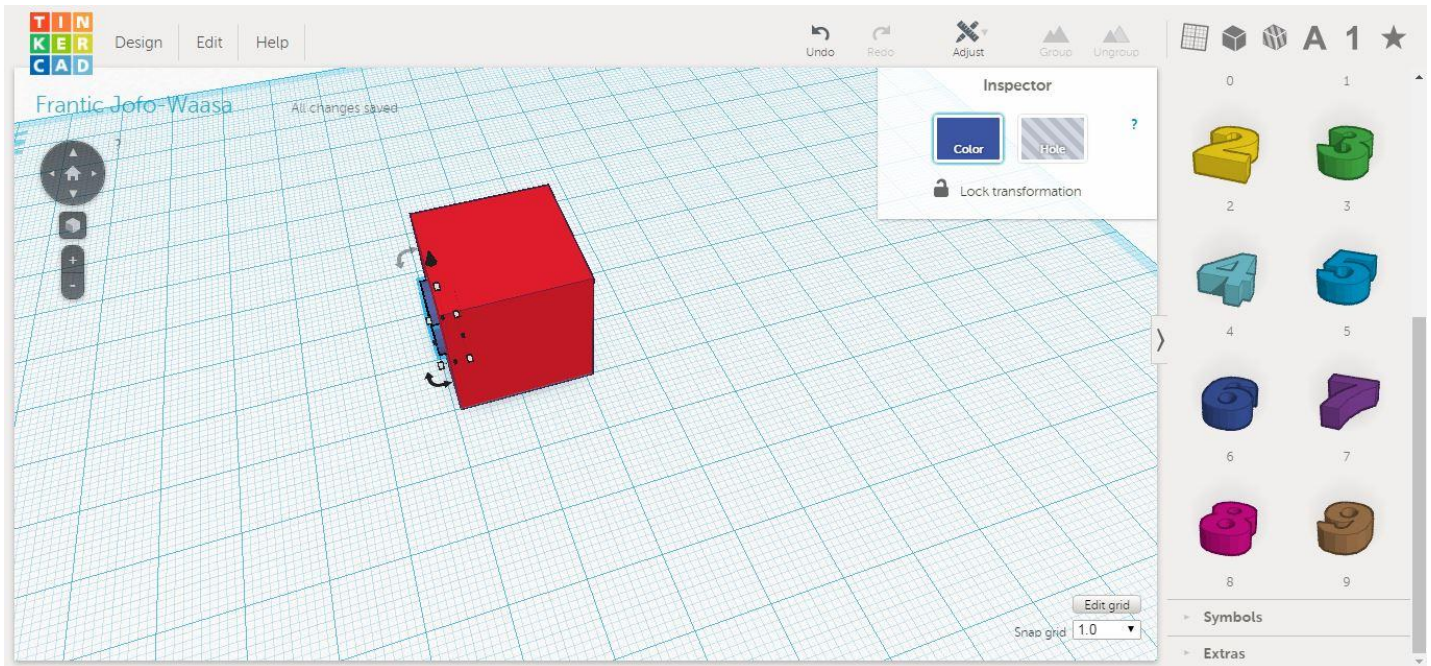 TIN
KER
CAD
Design Edit Help
Undo Redo Adjust Group Ungroup
A 1
Frantic Jofo-Waasa All changes saved
?
Inspector
Color Hole ?
Lock transformation
Edit grid
Snap grid 1.0
0 1
2 3
4 5
6 7
8 9
Symbols
Extras